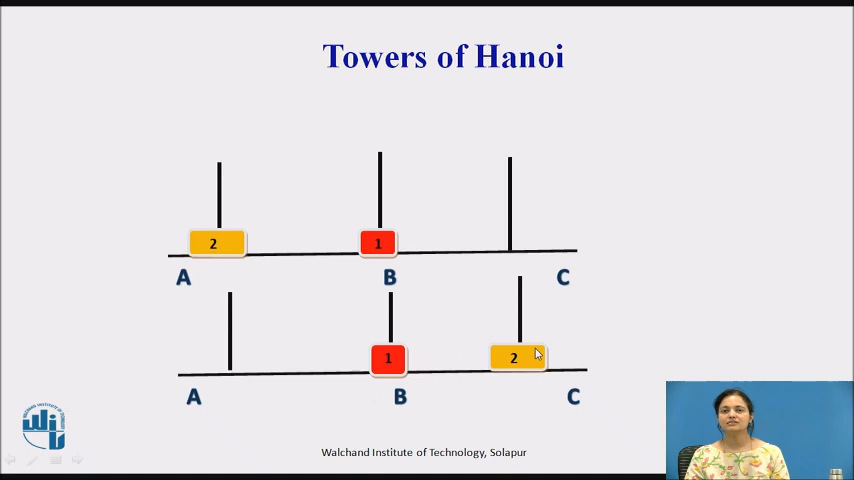 Towers of Hanoi
2
1
A
B
C
1
2
A
B
C
Walchand Institute of Technology, Solapur